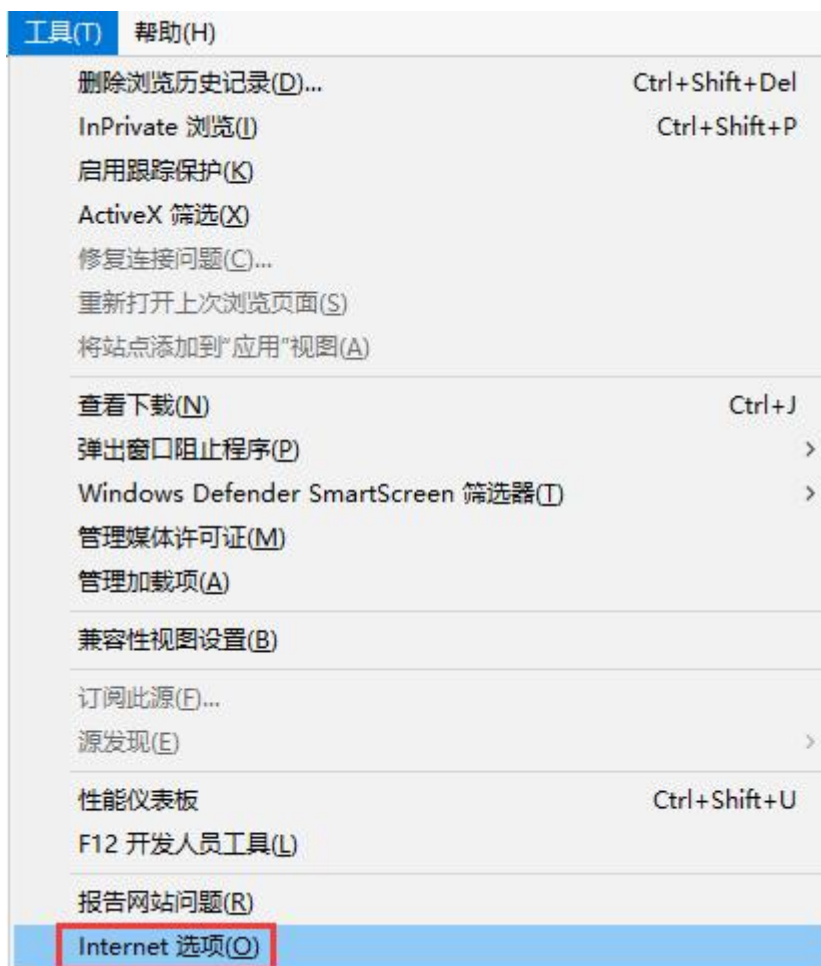 工具(T) 帮助(H)
删除浏览历史记录(D)... Ctrl+Shift+Del
InPrivate 浏览(I) Ctrl+Shift+P
启用跟踪保护(K)
ActiveX 筛选(X)
修复连接问题(C)...
重新打开上次浏览页面(S)
将站点添加到"应用"视图(A)
查看下载(N) Ctrl+J
弹出窗口阻止程序(P)
Windows Defender SmartScreen 筛选器(T)
管理媒体许可证(M)
管理加载项(A)
兼容性视图设置(B)
订阅此源(F)...
源发现(E)
性能仪表板 Ctrl+Shift+U
F12 开发人员工具(L)
报告网站问题(R)
Internet 选项(O)